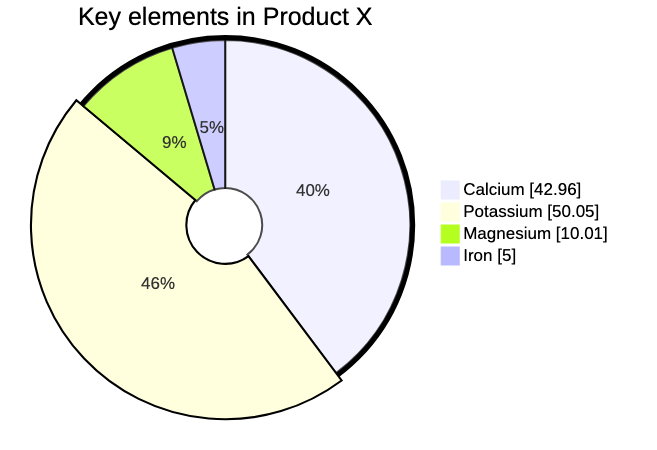 Key elements in Product X
5%
9%
40%
46%
Calcium [42.96]
Potassium [50.05]
Magnesium [10.01]
Iron [5]